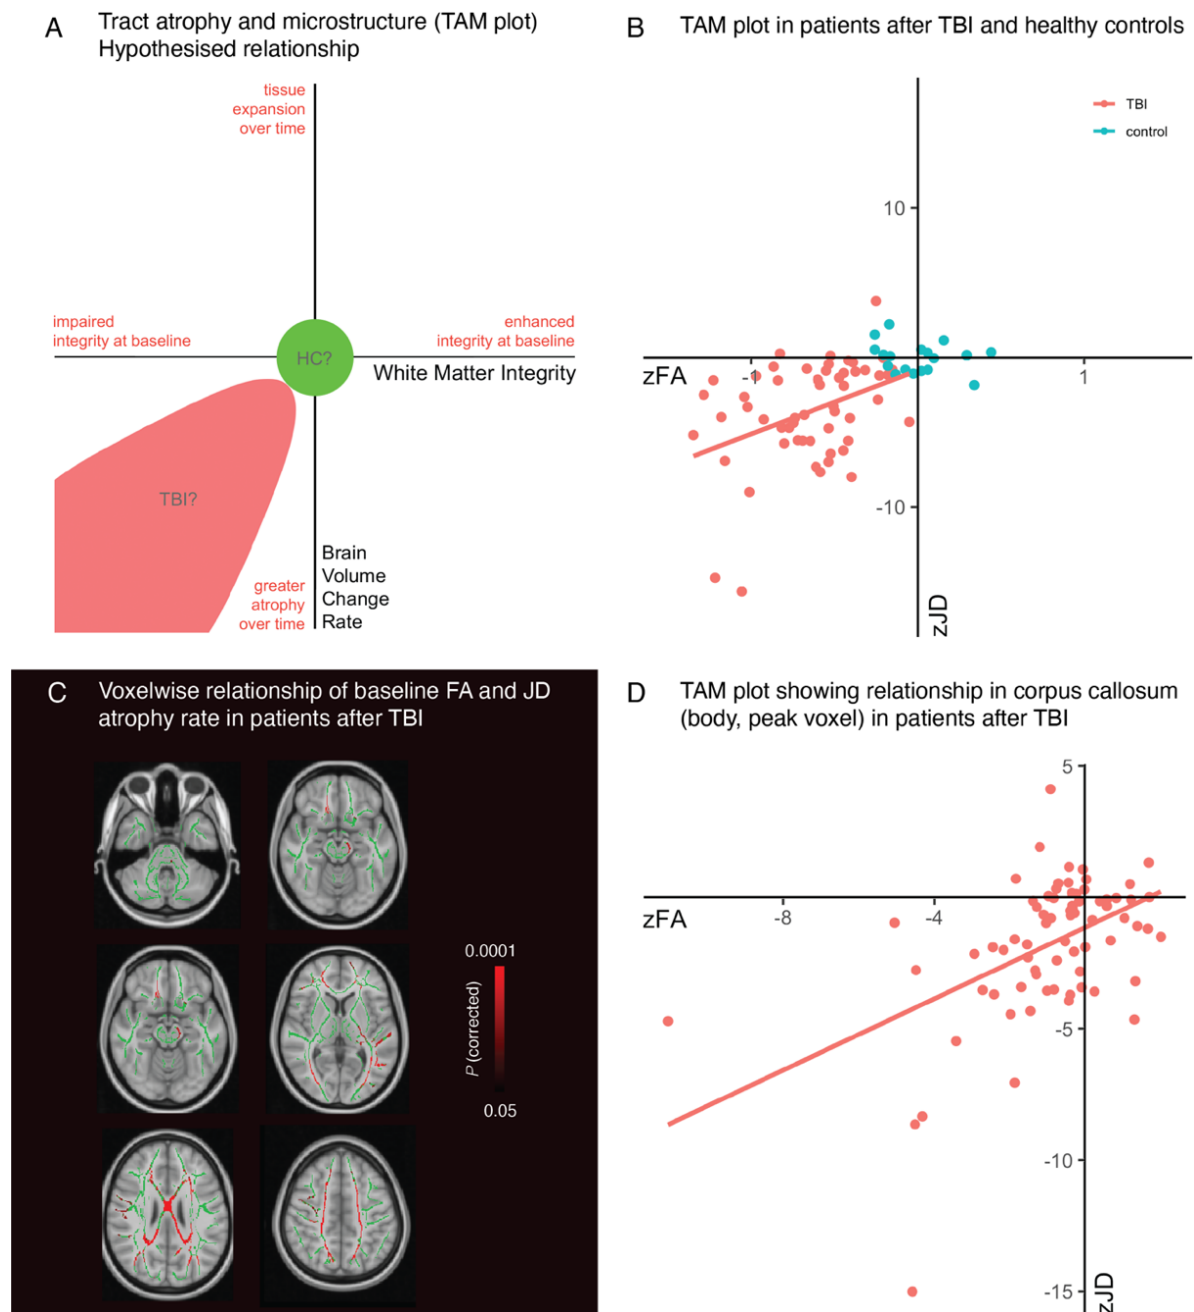 A
Tract atrophy and microstructure (TAM plot)
Hypothesised relationship
tissue
expansion
over time
impaired
integrity at baseline
enhanced
integrity at baseline
HC?
White Matter Integrity
TBI?
greater
atrophy
over time
Brain
Volume
Change
Rate
B
TAM plot in patients after TBI and healthy controls
TBI
control
10
zFA
-1
1
-10
zJD
C
Voxelwise relationship of baseline FA and JD
atrophy rate in patients after TBI
0.0001
P (corrected)
0.05
D
TAM plot showing relationship in corpus callosum
(body, peak voxel) in patients after TBI
5
zFA
-8
-4
-5
-10
-15
zJD